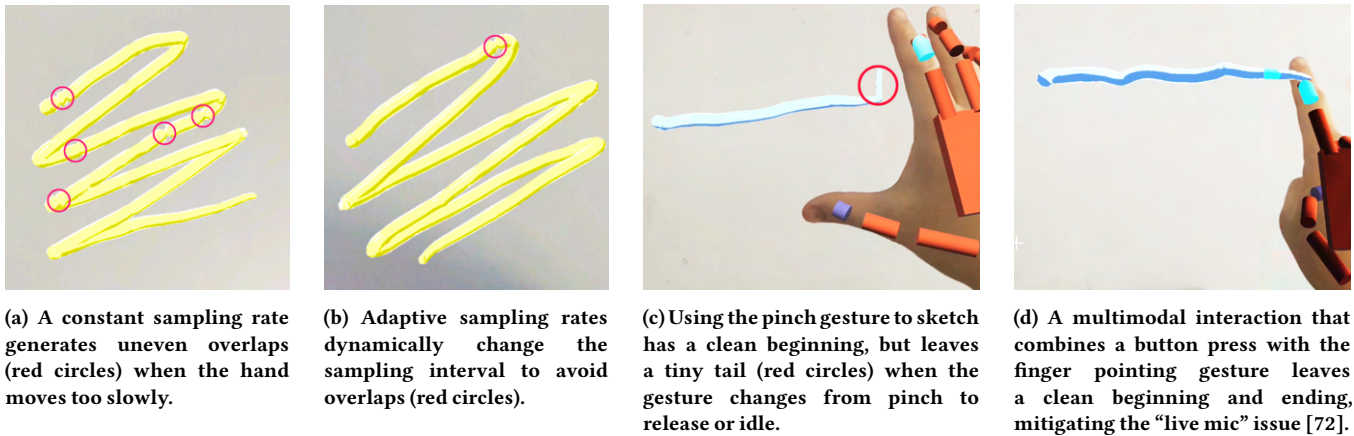 (a) A constant sampling rate
generates uneven overlaps
(red circles) when the hand
moves too slowly.
(b) Adaptive sampling rates
dynamically change the
sampling interval to avoid
overlaps (red circles).
(c) Using the pinch gesture to sketch
has a clean beginning, but leaves
a tiny tail (red circles) when the
gesture changes from pinch to
release or idle.
(d) A multimodal interaction that
combines a button press with the
finger pointing gesture leaves
a clean beginning and ending,
mitigating the “live mic” issue [72].